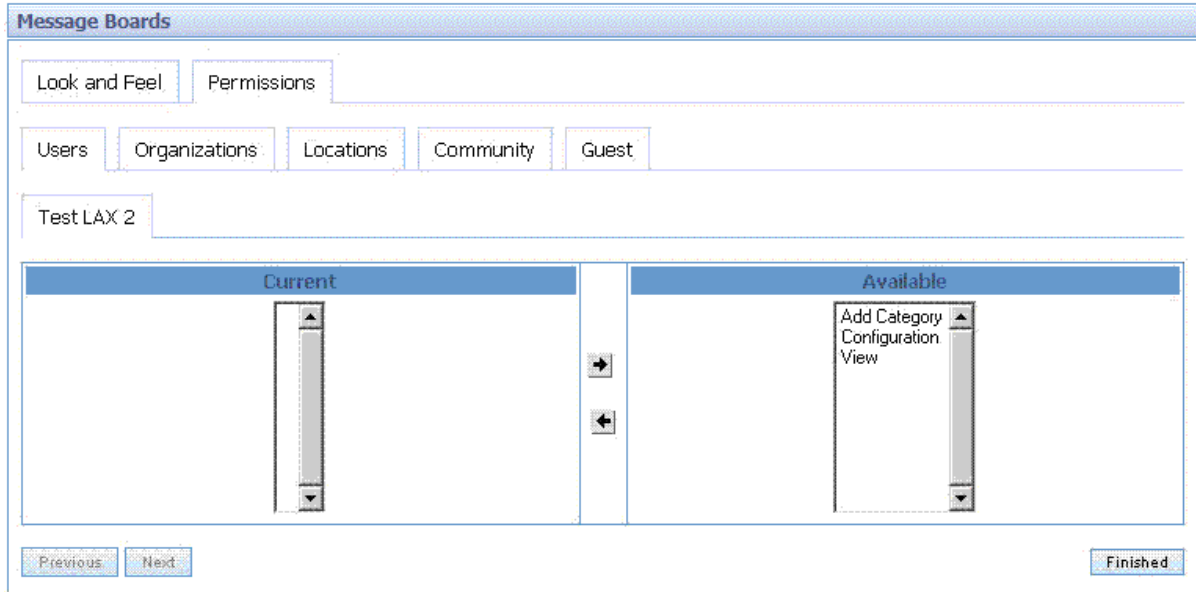 Message Boards
Look and Feel Permissions
Users Organizations Locations Community Guest
Test LAX 2
Current Available
Add Category
Configuration
View
Previous Next Finished